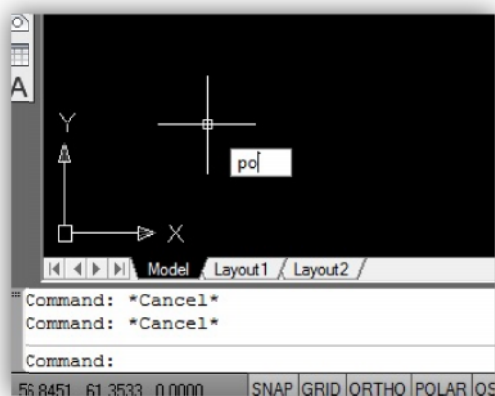 A
Y
po
X
Model Layout1 Layout2
Command: *Cancel*
Command: *Cancel*
Command:
56.8451 61.3533 0.0000 SNAP GRID ORTHO POLAR OS